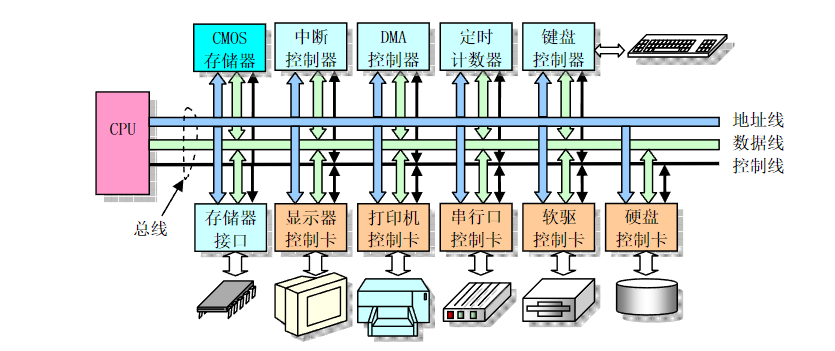 CMOS
存储器
中断
控制器
DMA
控制器
定时
计数器
键盘
控制器
CPU
地址线
数据线
控制线
总线
存储器
接口
显示器
控制卡
打印机
控制卡
串行口
控制卡
软驱
控制卡
硬盘
控制卡